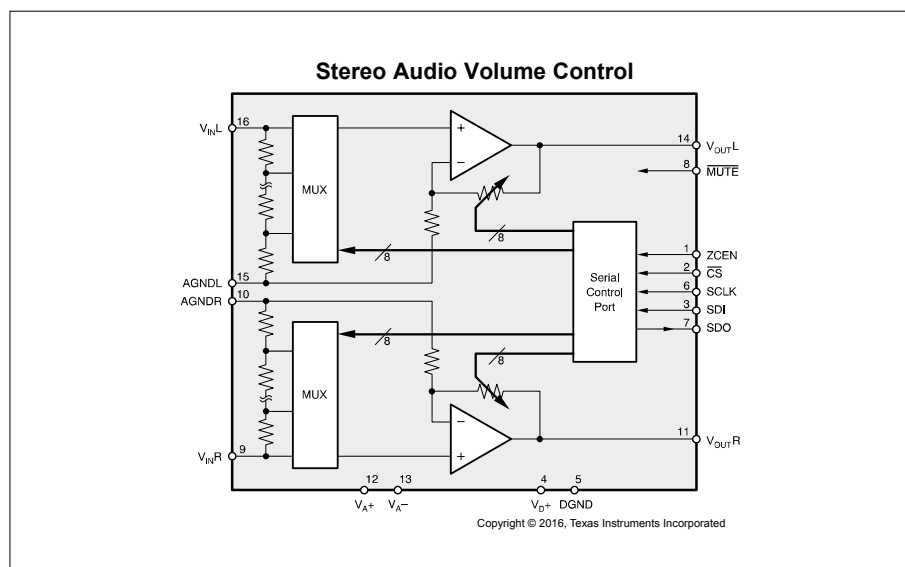 Stereo Audio Volume Control
VINL 16
MUX
+
−
14 VOUTL
8 MUTE
8
8
Serial
Control
Port
1 ZCEN
2 CS
6 SCLK
3 SDI
7 SDO
AGNDL 15
AGNDR 10
8
8
MUX
−
+
11 VOUTR
VINR 9
12 13 4 5
VA+ VA− VD+ DGND
Copyright © 2016, Texas Instruments Incorporated